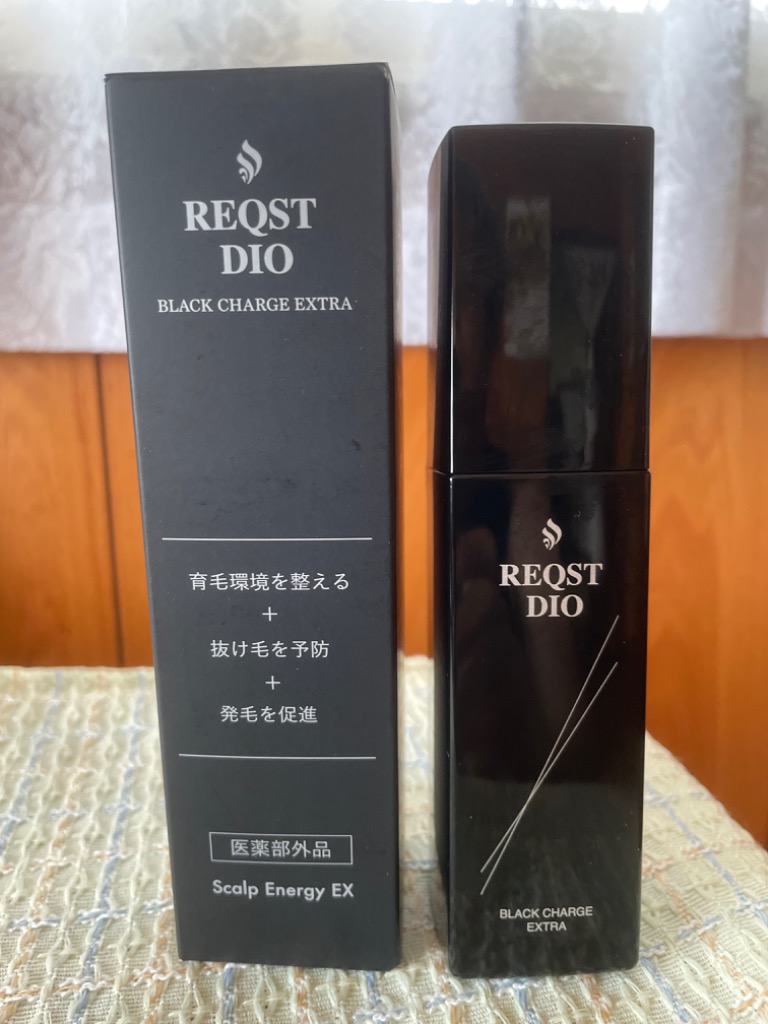 REQST
DIO
BLACK CHARGE EXTRA
育毛環境を整える
+
抜け毛を予防
+
発毛を促進
医薬部外品
Scalp Energy EX
REQST
DIO
BLACK CHARGE
EXTRA